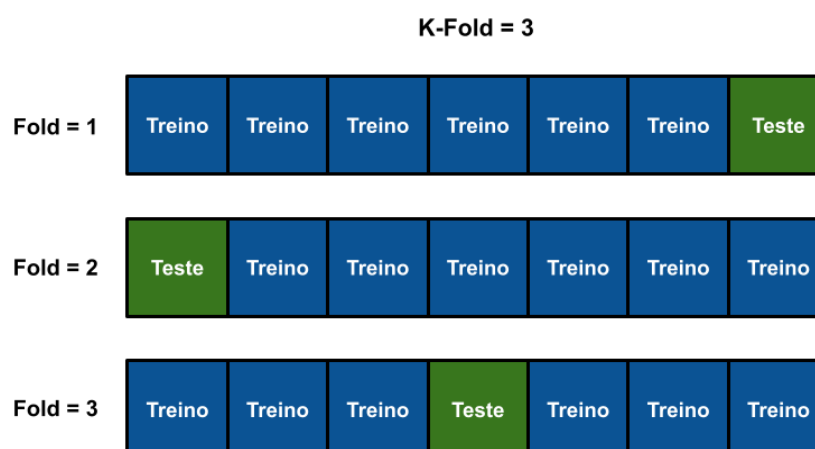 K-Fold = 3
Fold = 1 Treino Treino Treino Treino Treino Treino Teste
Fold = 2 Teste Treino Treino Treino Treino Treino Treino
Fold = 3 Treino Treino Treino Teste Treino Treino Treino